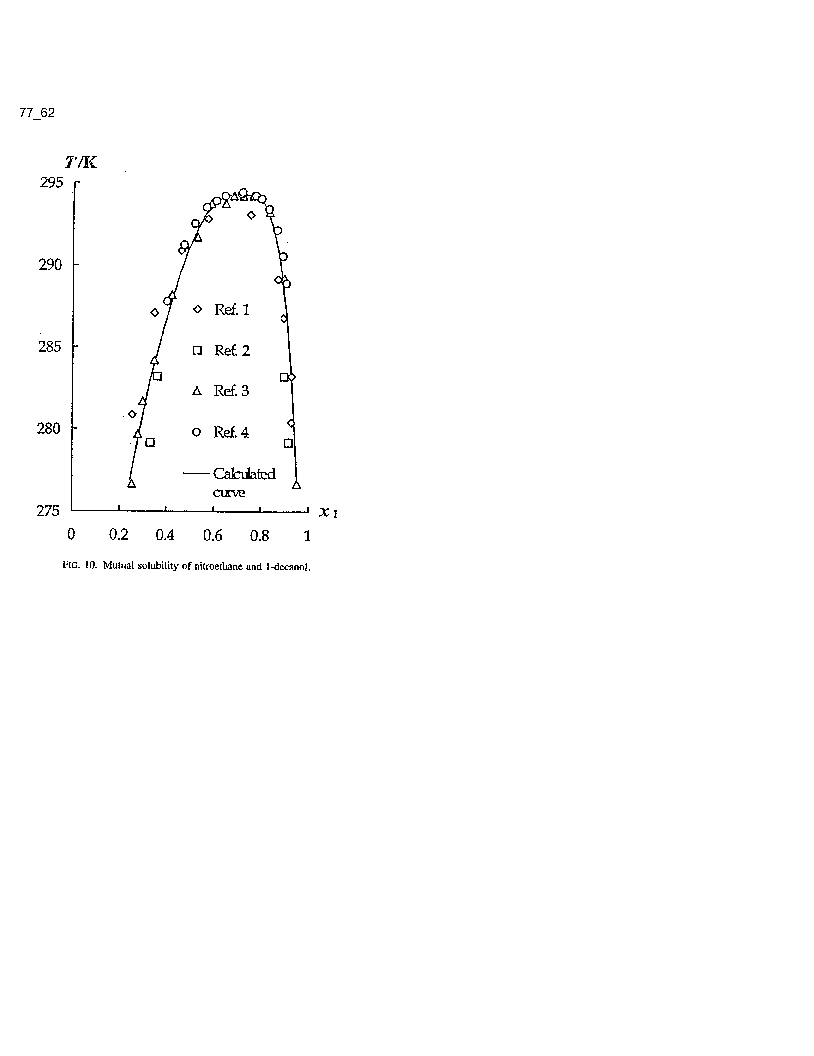 77_62
T/K
295
290
285
280
275
0 0.2 0.4 0.6 0.8 1
x1
Ref. 1
Ref. 2
Ref. 3
Ref. 4
Calculated
curve
FIG. 10. Mutual solubility of nitroethane and 1-decanol.